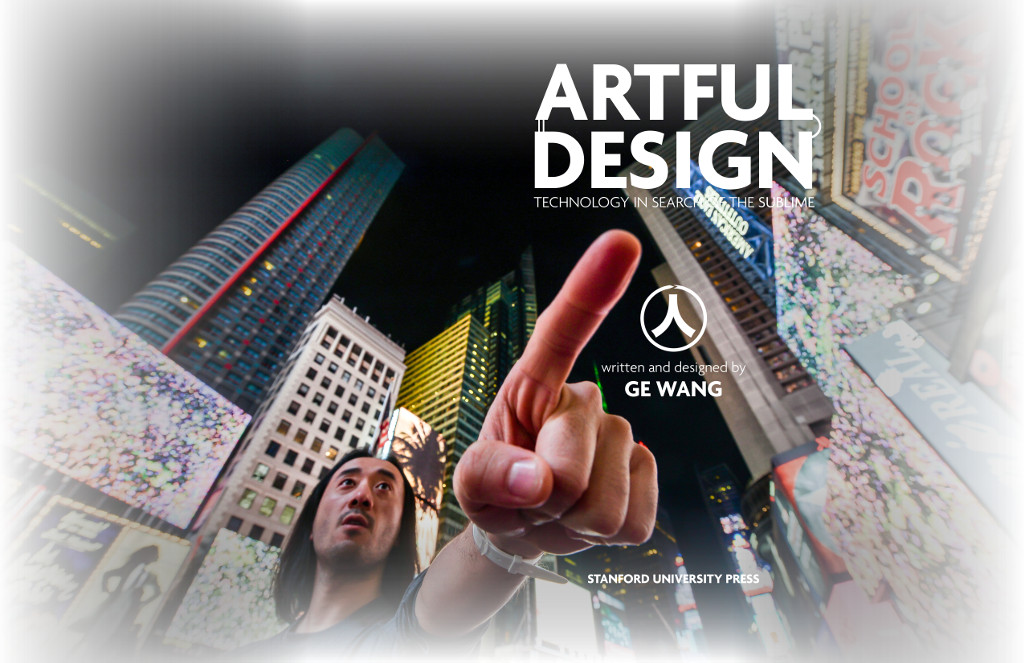 ARTFUL
DESIGN
TECHNOLOGY IN SEARCH OF THE SUBLIME
人
written and designed by
GE WANG
STANFORD UNIVERSITY PRESS
SCHOOL
OF
ROCK